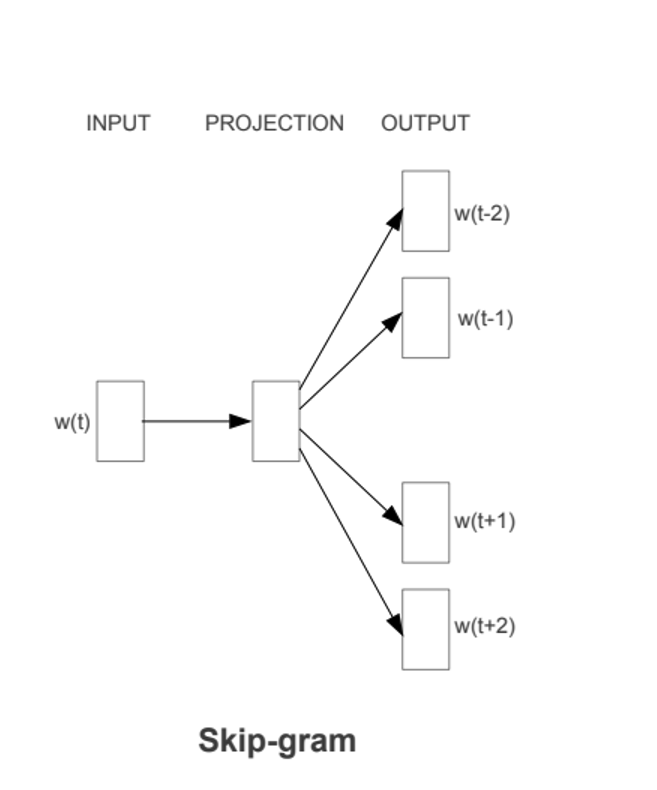 INPUT PROJECTION OUTPUT
w(t-2)
w(t-1)
w(t)
w(t+1)
w(t+2)
Skip-gram